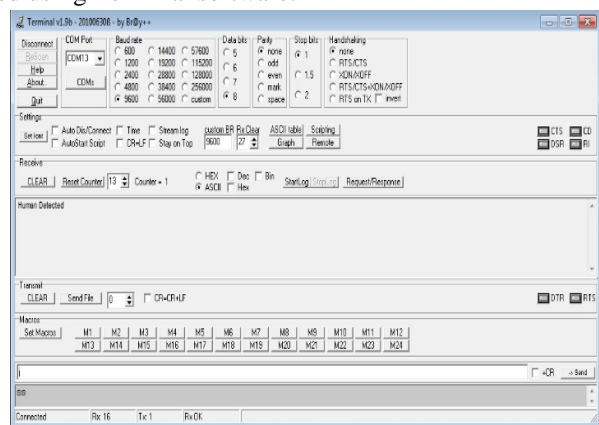 Terminal v1.9b - 20100630B - by Br@y++
Disconnect
ReScan
Help
About..
Quit
COM Port
COM13
COMs
Baud rate
600 14400 57600
1200 19200 115200
2400 28800 128000
4800 38400 256000
9600 56000 custom
Data bits
5
6
7
8
Parity
none
odd
even
mark
space
Stop bits
1
1.5
2
Handshaking
none
RTS/CTS
XON/XOFF
RTS/CTS+XON/XOFF
RTS on TX invert
Settings
Set font Auto Dis/Connect Time Stream log custom BR Rx Clear ASCII table Scripting CTS CD
AutoStart Script CR=LF Stay on Top 9600 27 Graph Remote DSR RI
Receive
CLEAR Reset Counter 13 Counter = 1 HEX Dec Bin
ASCII Hex StartLog StopLog Request/Response
Human Detected
Transmit
CLEAR Send File 0 CR=CR+LF DTR RTS
Macros
Set Macros M1 M2 M3 M4 M5 M6 M7 M8 M9 M10 M11 M12
M13 M14 M15 M16 M17 M18 M19 M20 M21 M22 M23 M24
+CR -> Send
Connected Rx: 16 Tx: 1 Rx OK